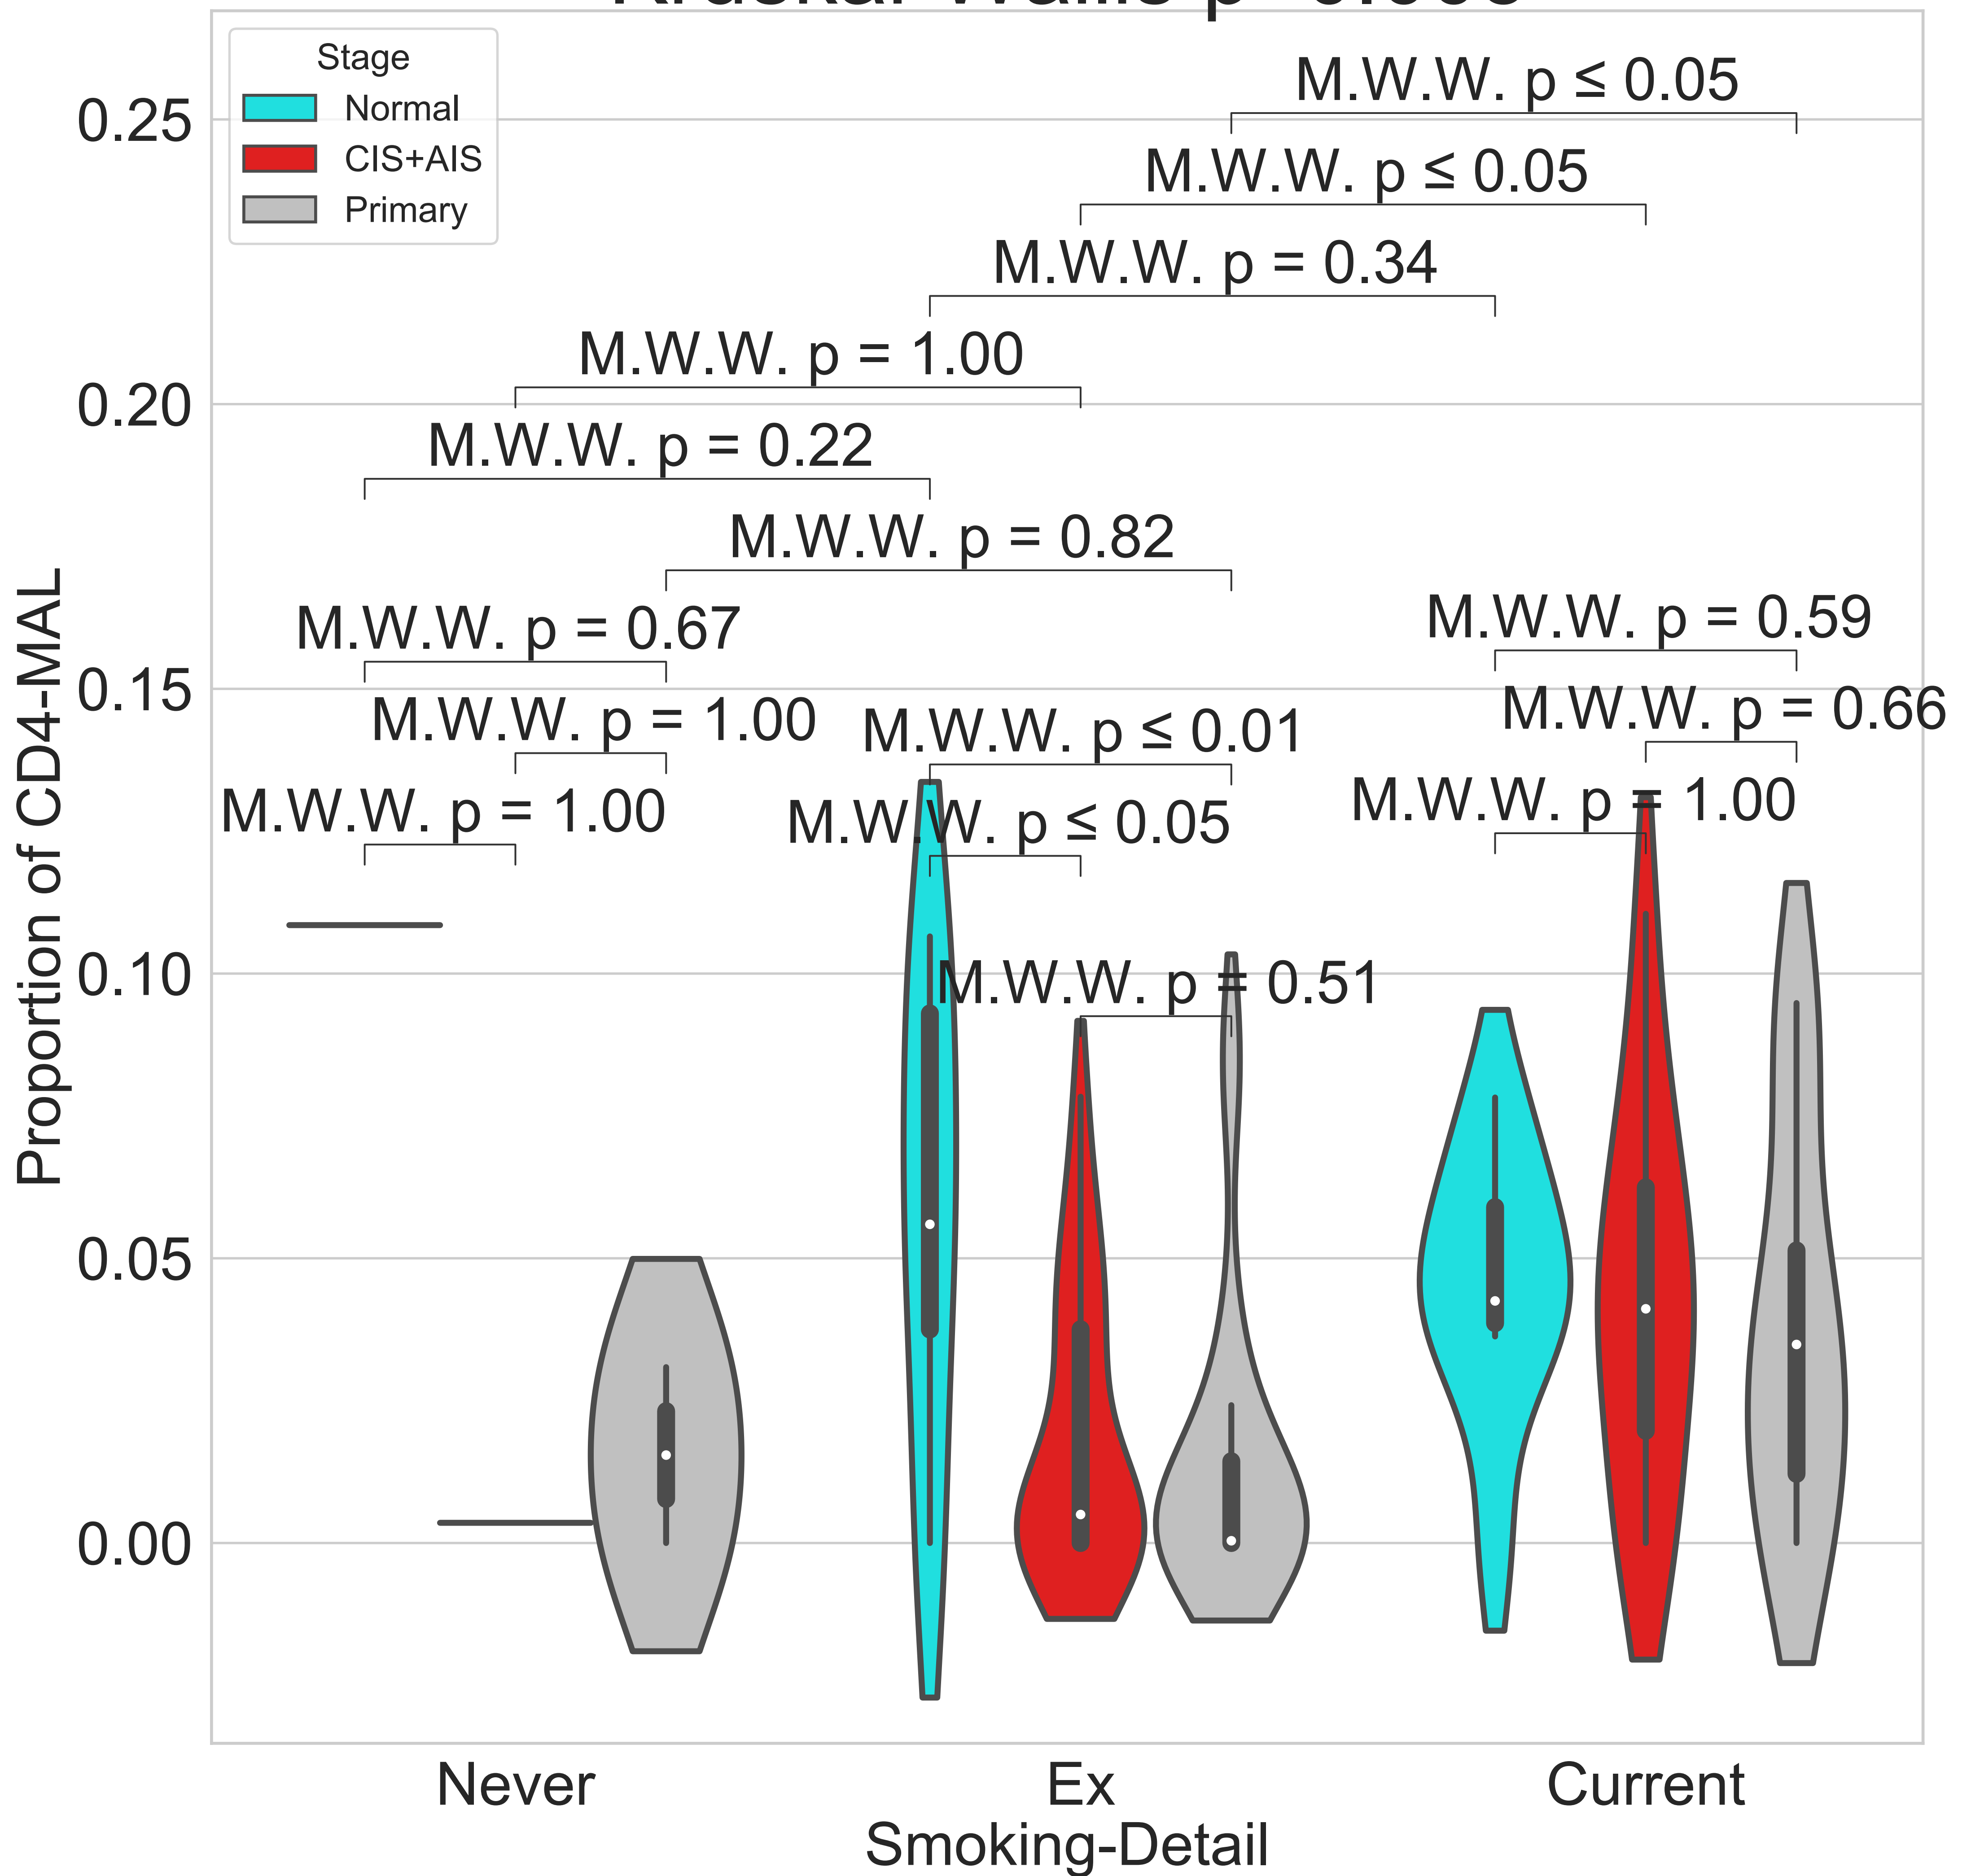 Stage
Normal
CIS+AIS
Primary
M.W.W. p ≤ 0.05
M.W.W. p ≤ 0.05
M.W.W. p = 0.34
M.W.W. p = 1.00
M.W.W. p = 0.22
M.W.W. p = 0.82
M.W.W. p = 0.67
M.W.W. p = 0.59
M.W.W. p = 1.00
M.W.W. p ≤ 0.01
M.W.W. p = 0.66
M.W.W. p = 1.00
M.W.W. p ≤ 0.05
M.W.W. p = 1.00
M.W.W. p = 0.51
0.25
0.20
0.15
0.10
0.05
0.00
Proportion of CD4-MAL
Never
Ex
Current
Smoking-Detail